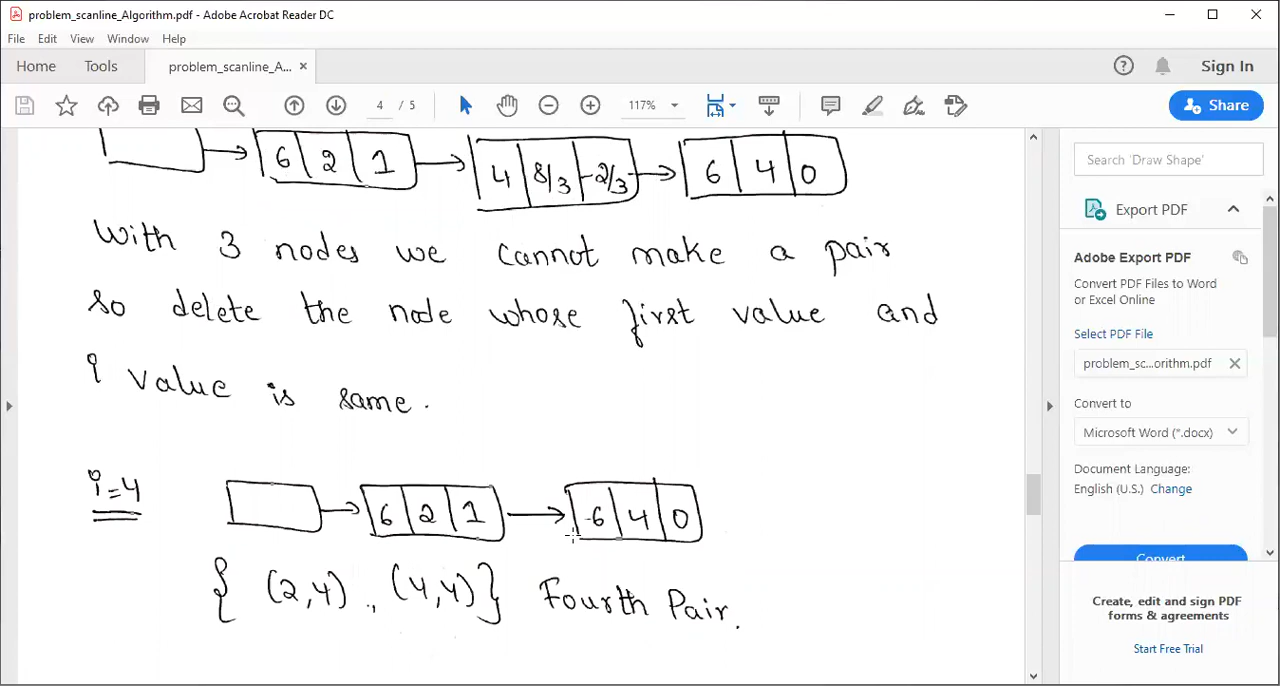 problem_scanline_Algorithm.pdf - Adobe Acrobat Reader DC
File Edit View Window Help
Home Tools problem_scanline_A... × Sign In
4 / 5 117% Share
6 2 1 4 8/3 -2/3 6 4 0
With 3 nodes we cannot make a pair
so delete the node whose first value and
i value is same.
i=4 6 2 1 6 4 0
{ (2,4) , (4,4) } Fourth Pair.
Search 'Draw Shape'
Export PDF
Adobe Export PDF
Convert PDF Files to Word
or Excel Online
Select PDF File
problem_sc...orithm.pdf
Convert to
Microsoft Word (*.docx)
Document Language:
English (U.S.) Change
Convert
Create, edit and sign PDF
forms & agreements
Start Free Trial